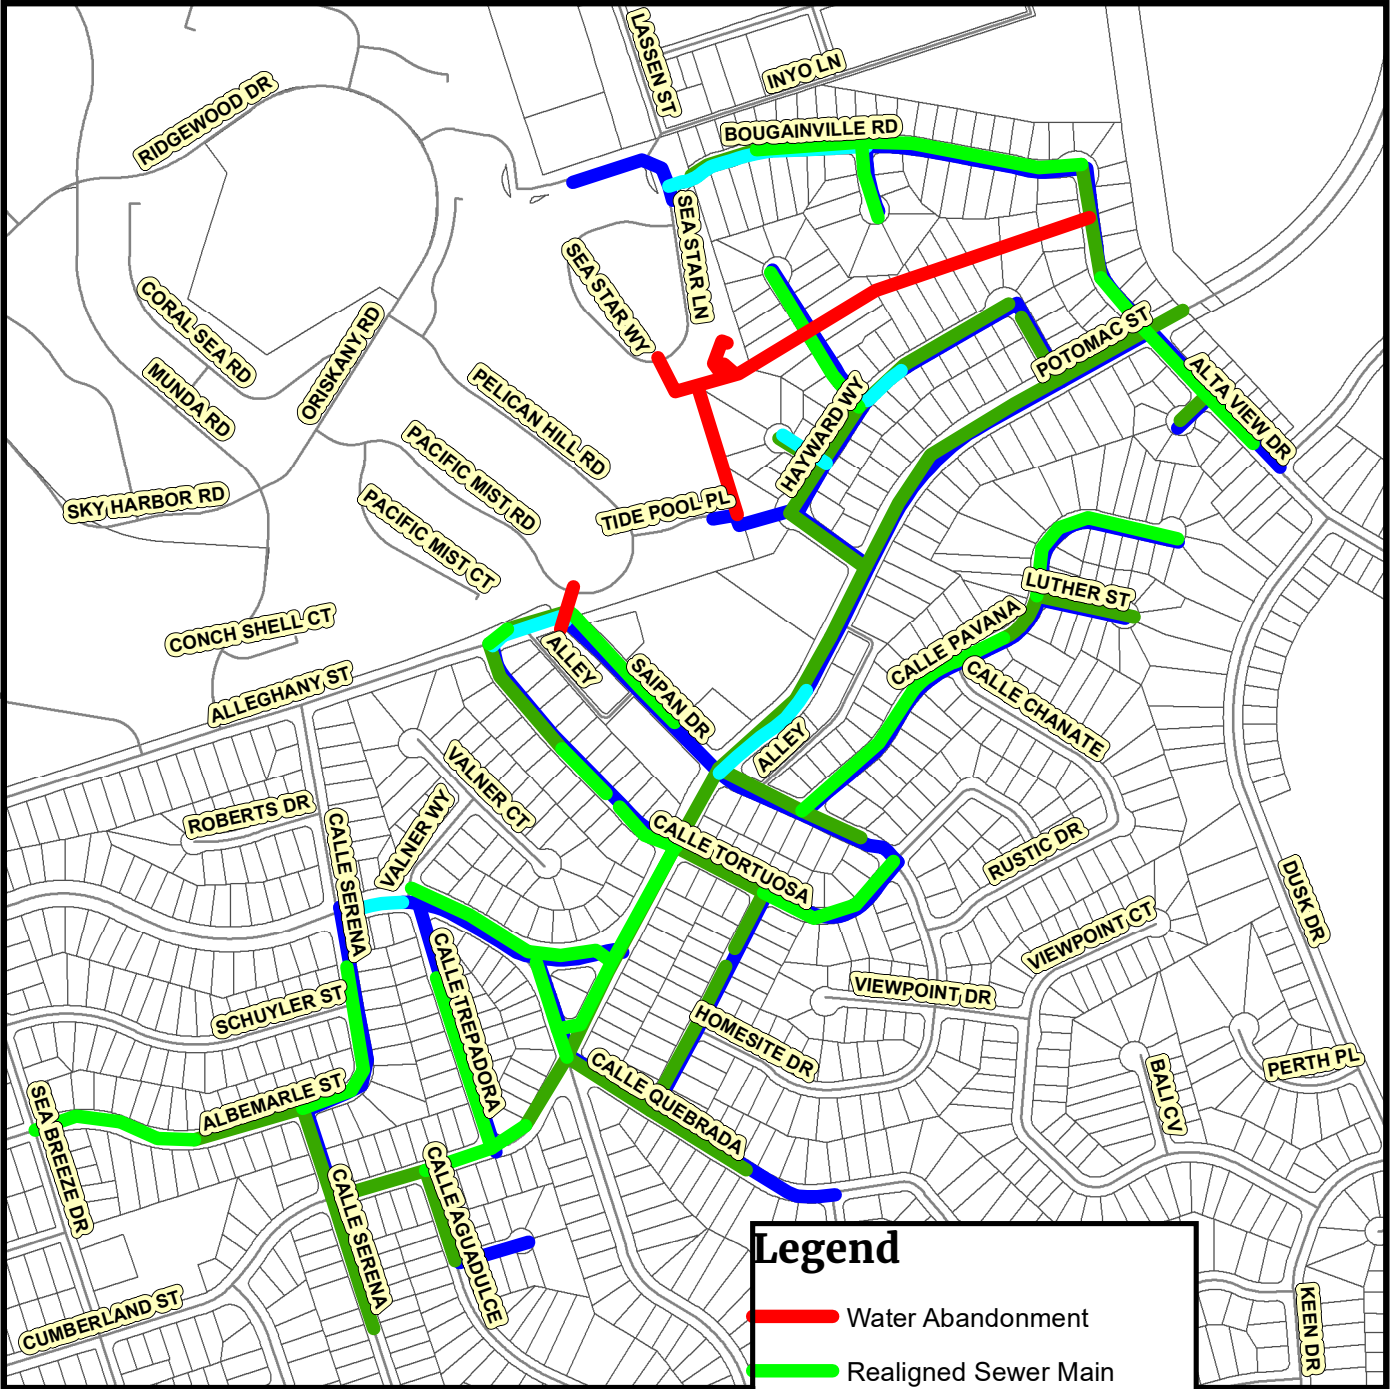 LASSEN ST
INYO LN
RIDGEWOOD DR
BOUGAINVILLE RD
SEA STAR LN
SEA STAR WY
CORAL SEA RD
ORISKANY RD
MUNDA RD
POTOMAC ST
ALTA VIEW DR
PELICAN HILL RD
HAYWARD WY
PACIFIC MIST RD
SKY HARBOR RD
PACIFIC MIST CT
TIDE POOL PL
LUTHER ST
CONCH SHELL CT
CALLE PAVANA
ALLEY
SAIPAN DR
ALLEGHANY ST
CALLE CHANATE
ALLEY
VALNER CT
ROBERTS DR
VALNER WY
CALLE SERENA
CALLE TORTUOSA
RUSTIC DR
DUSK DR
VIEWPOINT CT
CALLE TREPADORA
VIEWPOINT DR
SCHUYLER ST
HOMESITE DR
PERTH PL
BALI CV
ALBEMARLE ST
CALLE QUEBRADA
SEA BREEZE DR
CALLE SERENA
CALLE AGUADULCE
CUMBERLAND ST
KEEN DR
Legend
Water Abandonment
Realigned Sewer Main